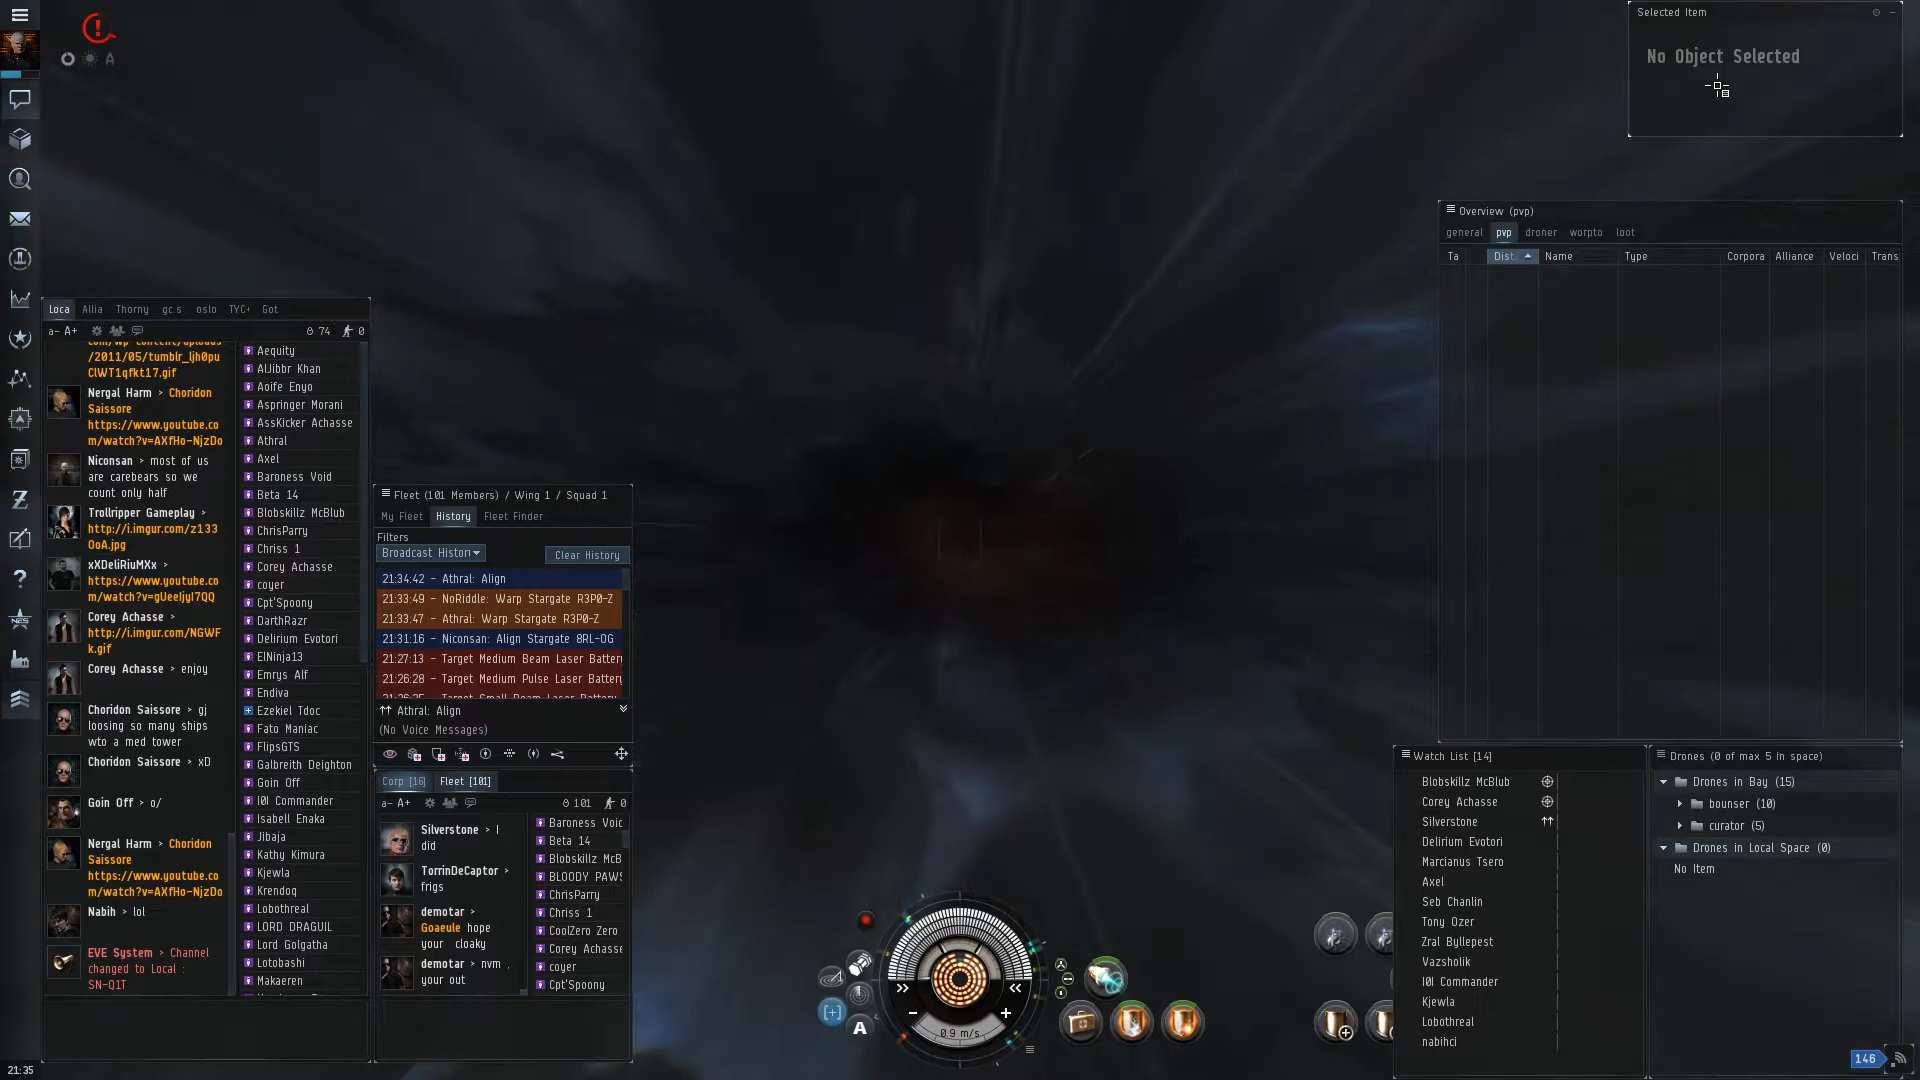 Selected Item
No Object Selected
A
Overview (pvp)
general pvp droner worpto loot
Ta Dist Name Type Corpora Alliance Veloci Trans
Loca Allia Thorny gc.s oslo TYC+ Got
a- A+ 74 0
/2011/05/tumblr_ljh0pu
ClWT1qfkt17.gif
Nergal Harm > Choridon
Saissore
https://www.youtube.co
m/watch?v=AXfHo-NjzDo
Niconsan > most of us
are carebears so we
count only half
Trollripper Gameplay >
http://i.imgur.com/z133
OoA.jpg
xXDeliRiuMXx >
https://www.youtube.co
m/watch?v=gUeeIjyI7QQ
Corey Achasse >
http://i.imgur.com/NGWF
k.gif
Corey Achasse > enjoy
Choridon Saissore > gj
loosing so many ships
wto a med tower
Choridon Saissore > xD
Goin Off > o/
Nergal Harm > Choridon
Saissore
https://www.youtube.co
m/watch?v=AXfHo-NjzDo
Nabih > lol
EVE System > Channel
changed to Local :
SN-Q1T
Aequity
AlJibbr Khan
Aoife Enyo
Aspringer Morani
AssKicker Achasse
Athral
Axel
Baroness Void
Beta 14
Blobskillz McBlub
ChrisParry
Chriss 1
Corey Achasse
coyer
Cpt'Spoony
DarthRazr
Delirium Evotori
ElNinja13
Emrys Alf
Endiva
Ezekiel Tdoc
Fato Maniac
FlipsGTS
Galbreith Deighton
Goin Off
I0I Commander
Isabell Enaka
Jibaja
Kathy Kimura
Kjewla
Krendoq
Lobothreal
LORD DRAGUIL
Lord Golgatha
Lotobashi
Makaeren
Fleet (101 Members) / Wing 1 / Squad 1
My Fleet History Fleet Finder
Filters
Broadcast Histori Clear History
21:34:42 - Athral: Align
21:33:49 - NoRiddle: Warp Stargate R3P0-Z
21:33:47 - Athral: Warp Stargate R3P0-Z
21:31:16 - Niconsan: Align Stargate 8RL-OG
21:27:13 - Target Medium Beam Laser Batter
21:26:28 - Target Medium Pulse Laser Battery
Athral: Align
(No Voice Messages)
Corp [16] Fleet [101]
a- A+ 101 0
Silverstone > I
did
TorrinDeCaptor >
frigs
demotar >
Goaeule hope
your cloaky
demotar > nvm ,
your out
Baroness Voic
Beta 14
Blobskillz McB
BLOODY PAWS
ChrisParry
Chriss 1
CoolZero Zero
Corey Achasse
coyer
Cpt'Spoony
A
0.9 m/s
Watch List [14]
Blobskillz McBlub
Corey Achasse
Silverstone
Delirium Evotori
Marcianus Tsero
Axel
Seb Chanlin
Tony Ozer
Zral Byllepest
Vazsholik
I0I Commander
Kjewla
Lobothreal
nabihci
Drones (0 of max 5 in space)
Drones in Bay (15)
bounser (10)
curator (5)
Drones in Local Space (0)
No Item
146
21:35